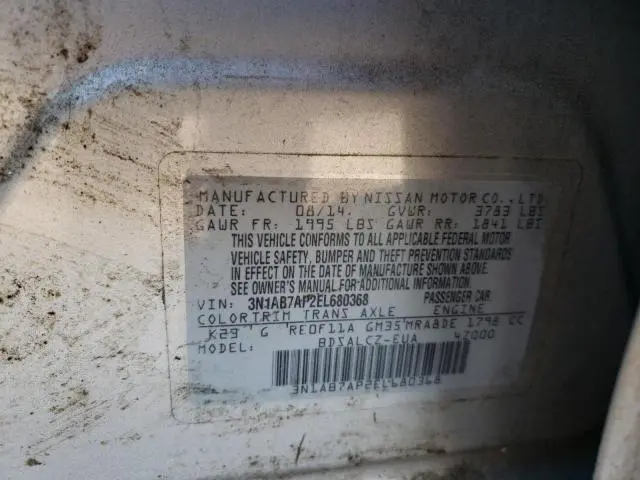 MANUFACTURED BY NISSAN MOTOR CO., LTD
DATE: 08/14. GVWR: 3783 LBS
GAWR FR: 1995 LBS GAWR RR: 1841 LBS
THIS VEHICLE CONFORMS TO ALL APPLICABLE FEDERAL MOTOR
VEHICLE SAFETY, BUMPER AND THEFT PREVENTION STANDARDS
IN EFFECT ON THE DATE OF MANUFACTURE SHOWN ABOVE.
SEE OWNER'S MANUAL FOR ADDITIONAL INFORMATION.
VIN: 3N1AB7AP2EL680368 PASSENGER CAR
COLOR TRIM TRANS AXLE ENGINE
K23 G RE0F11A GM35 MRA8DE 1798 CC
MODEL: BDSALCZ-EUA 4Z000
3N1AB7AP2EL680368